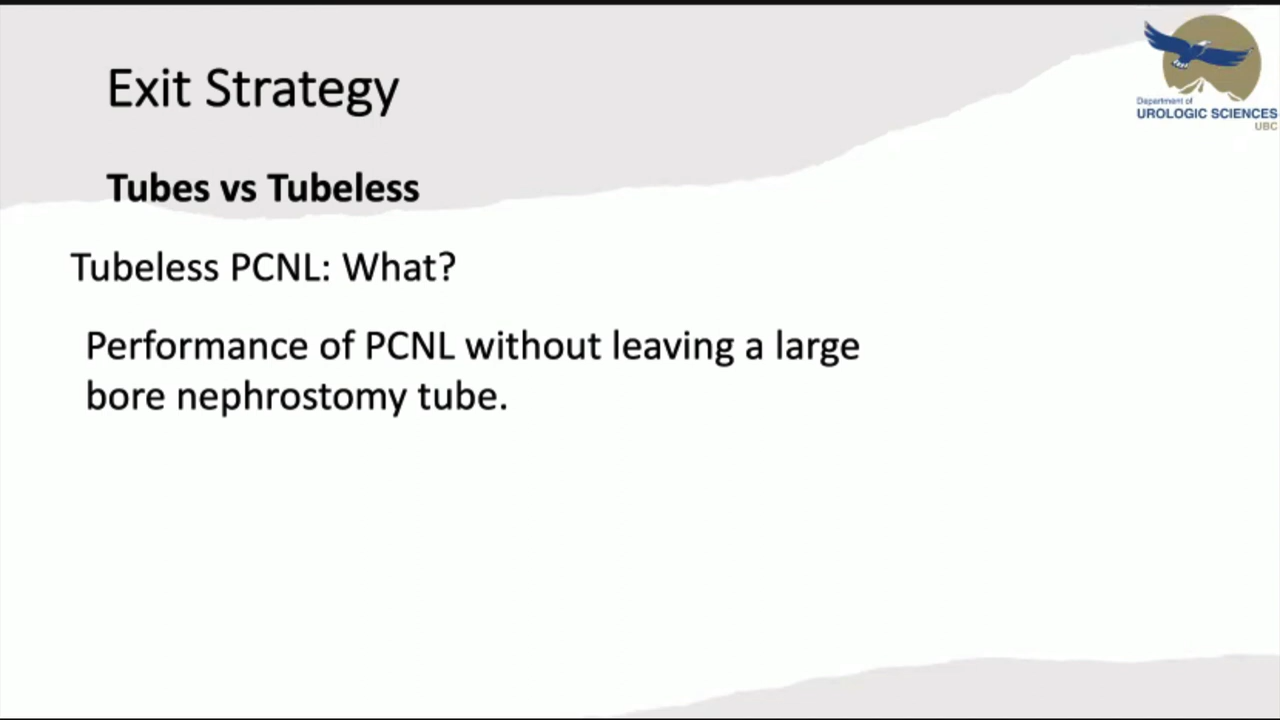 Exit Strategy
Department of
UROLOGIC SCIENCES
UBC
Tubes vs Tubeless
Tubeless PCNL: What?
Performance of PCNL without leaving a large
bore nephrostomy tube.